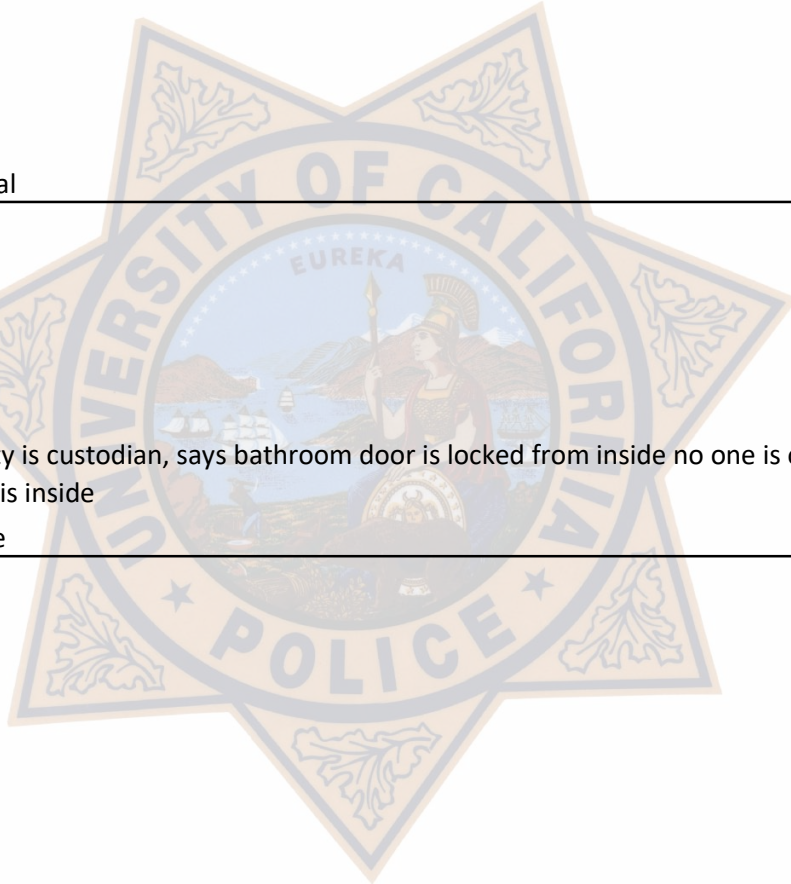 al
UNIVERSITY OF CALIFORNIA
EUREKA
y is custodian, says bathroom door is locked from inside no one is
is inside
e
POLICE